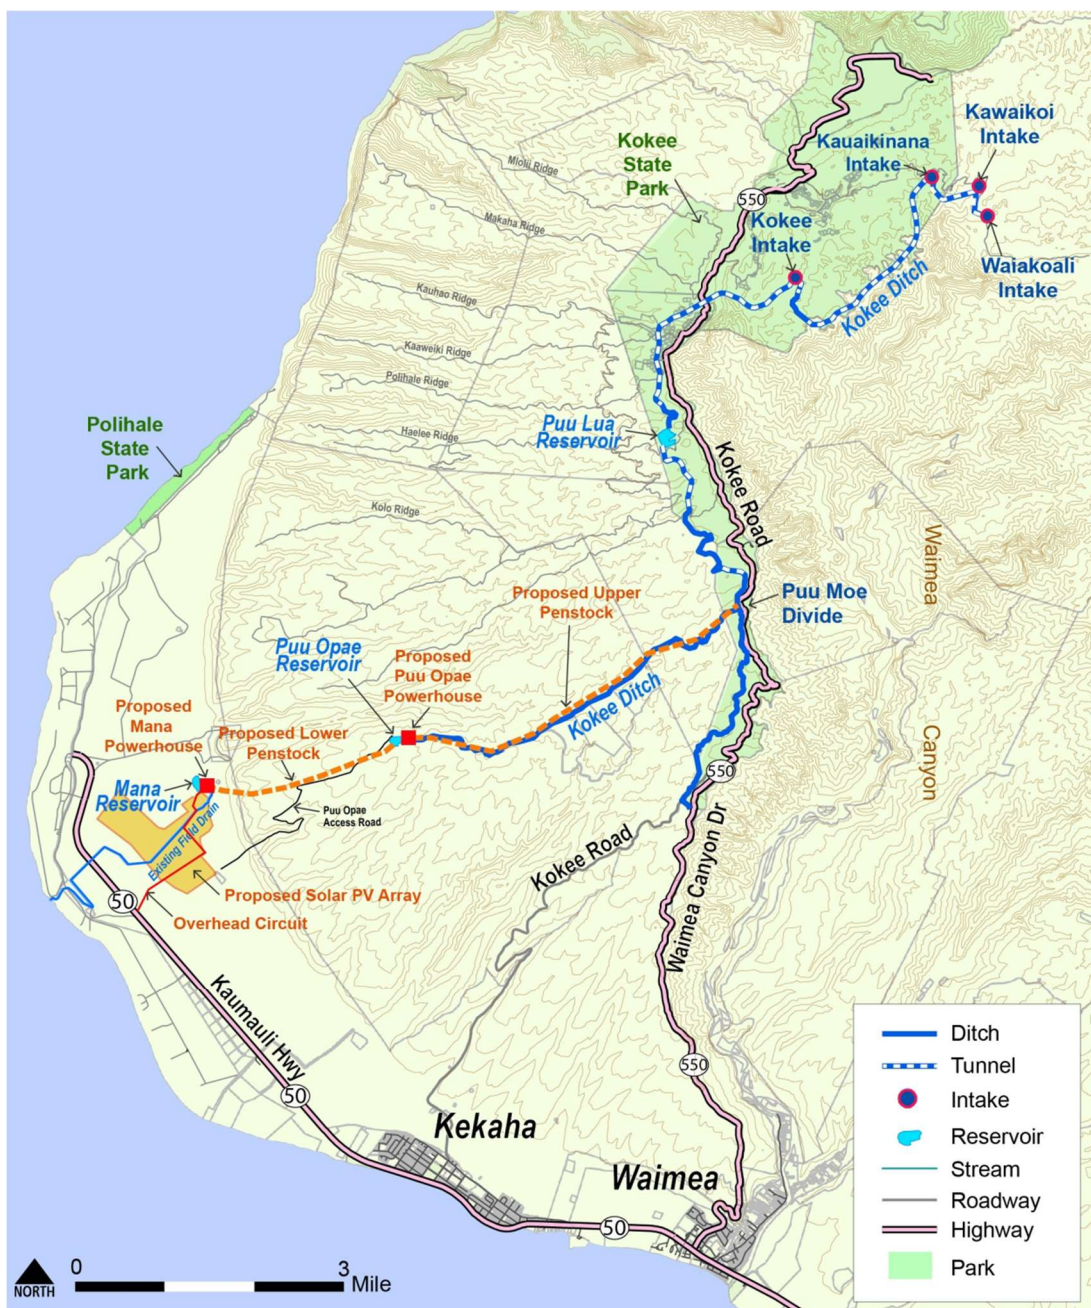 Kawaikoi
Intake
Kauaikinana
Intake
Kokee
State
Park
Miolii Ridge
550
Makaha Ridge
Kokee
Intake
Waiakoali
Intake
Kokee Ditch
Kauhao Ridge
Kaaweiki Ridge
Polihale Ridge
Polihale
State
Park
Haelee Ridge
Puu Lua
Reservoir
Kokee Road
Kolo Ridge
Waimea
Canyon
Proposed Upper
Penstock
Puu Moe
Divide
Puu Opae
Reservoir
Proposed
Puu Opae
Powerhouse
Kokee Ditch
Proposed
Mana
Powerhouse
Proposed Lower
Penstock
Mana
Reservoir
550
Puu Opae
Access Road
Existing Field Drain
Kokee Road
Waimea Canyon Dr
Proposed Solar PV Array
50
Overhead Circuit
Kaumauli Hwy
50
550
Kekaha
Waimea
50
Ditch
Tunnel
Intake
Reservoir
Stream
Roadway
Highway
Park
NORTH
0
3
Mile